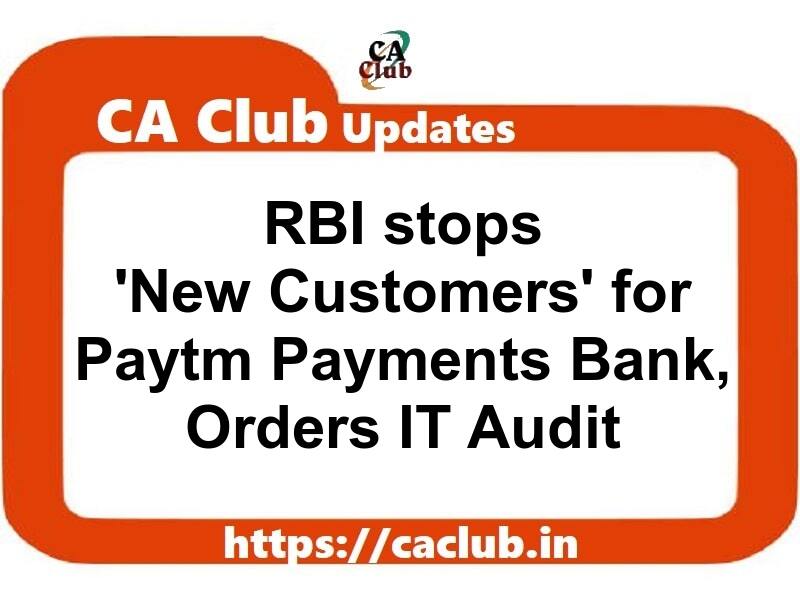 CA
Club
CA Club Updates
RBI stops
'New Customers' for
Paytm Payments Bank,
Orders IT Audit
https://caclub.in